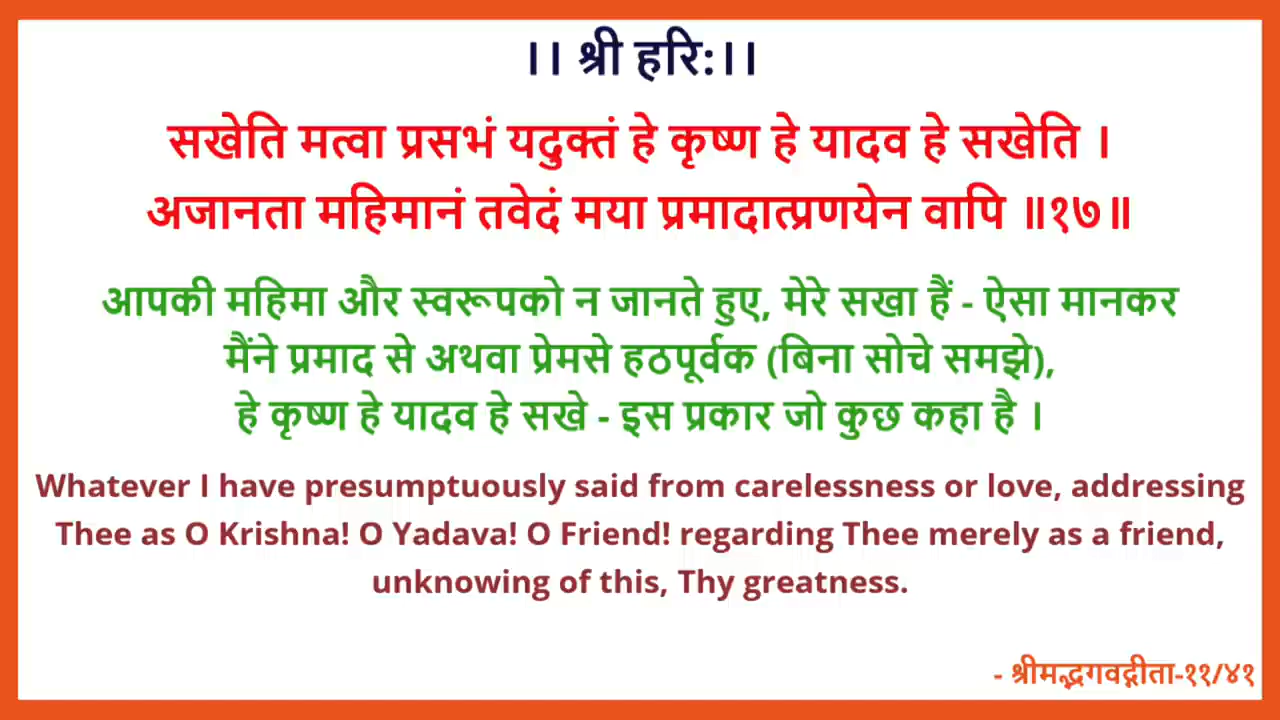 ।। श्री हरि:।।
सखेति मत्वा प्रसभं यदुक्तं हे कृष्ण हे यादव हे सखेति ।
अजानता महिमानं तवेदं मया प्रमादात्प्रणयेन वापि ॥१७॥
आपकी महिमा और स्वरूपको न जानते हुए, मेरे सखा हैं - ऐसा मानकर
मैंने प्रमाद से अथवा प्रेमसे हठपूर्वक (बिना सोचे समझे),
हे कृष्ण हे यादव हे सखे - इस प्रकार जो कुछ कहा है ।
Whatever I have presumptuously said from carelessness or love, addressing
Thee as O Krishna! O Yadava! O Friend! regarding Thee merely as a friend,
unknowing of this, Thy greatness.
- श्रीमद्भगवद्गीता-११/४१